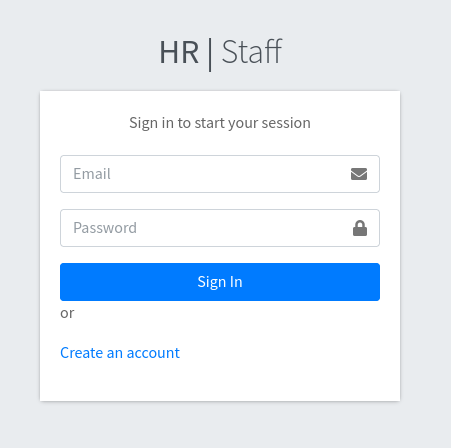 HR | Staff
Sign in to start your session
Email
Password
Sign In
or
Create an account